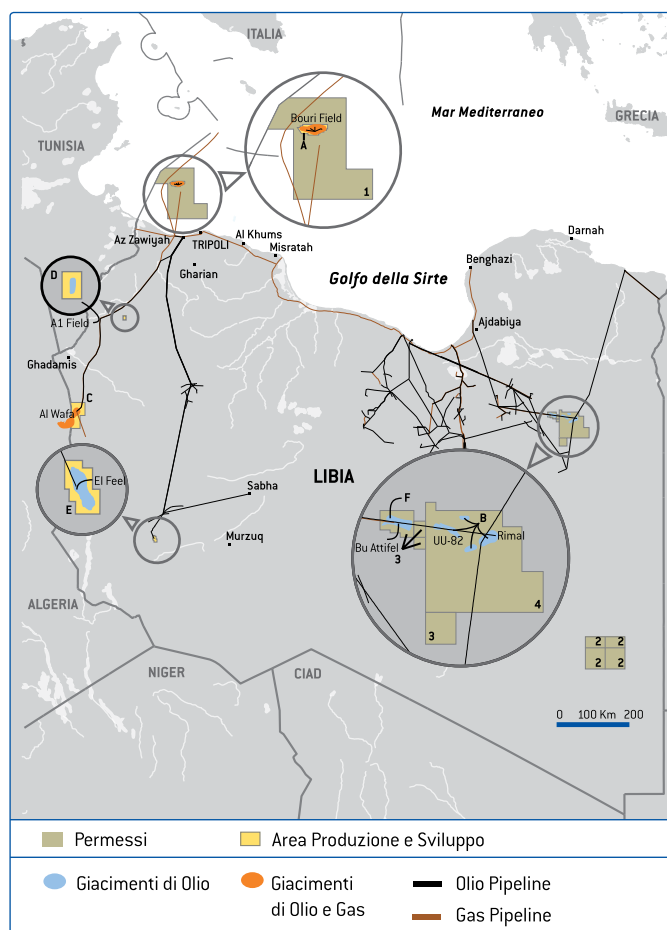 ITALIA
Mar Mediterraneo
GRECIA
TUNISIA
Bouri Field
A
1
Az Zawiyah
TRIPOLI
Al Khums
Misratah
Gharian
Darnah
Benghazi
Golfo della Sirte
D
A1 Field
Ajdabiya
Ghadamis
C
Al Wafa
El Feel
E
LIBIA
Sabha
Murzuq
F
B
Bu Attifel
UU-82
Rimal
3
4
3
ALGERIA
2 2
2 2
NIGER
CIAD
0 100 Km 200
Permessi
Area Produzione e Sviluppo
Giacimenti di Olio
Giacimenti
di Olio e Gas
Olio Pipeline
Gas Pipeline